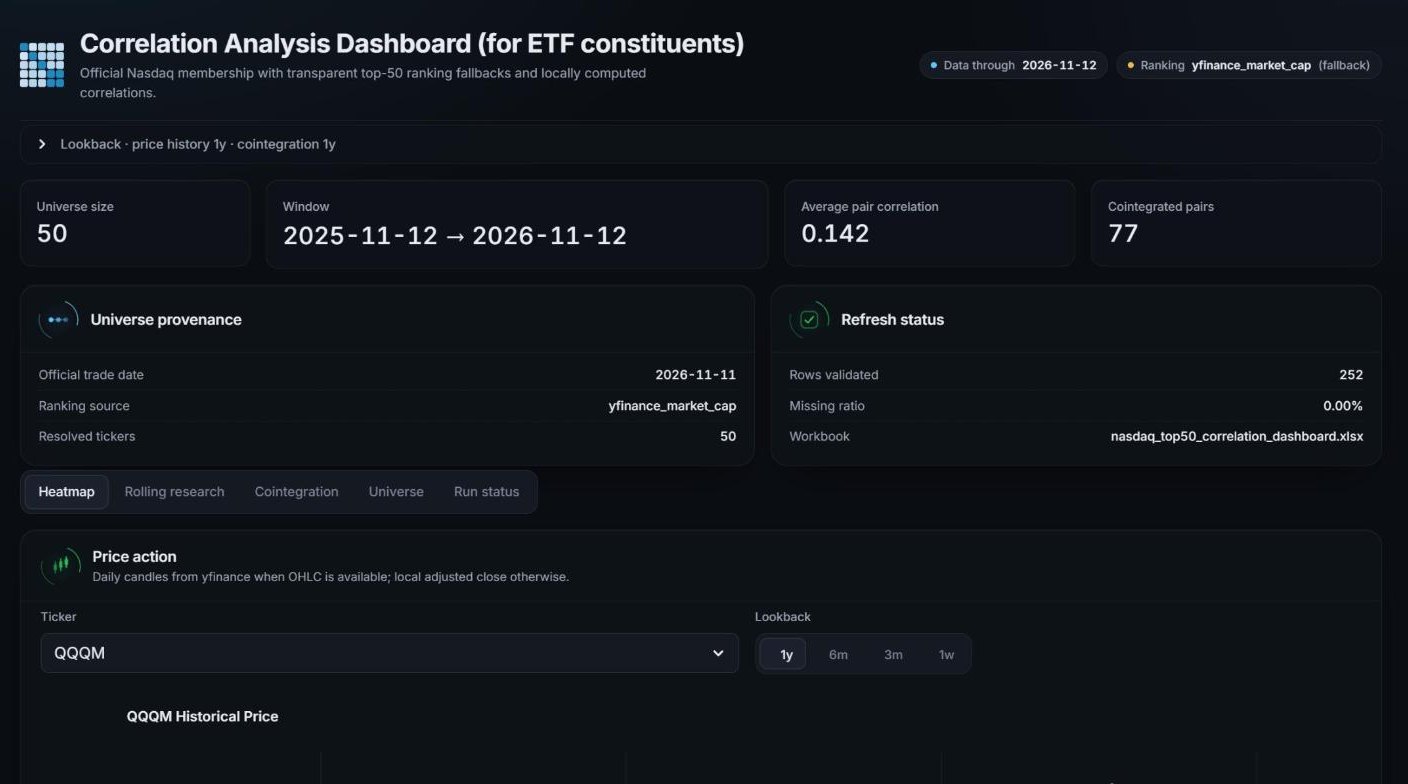 Correlation Analysis Dashboard (for ETF constituents)
Official Nasdaq membership with transparent top-50 ranking fallbacks and locally computed
correlations.
Data through 2026-11-12
Ranking yfinance_market_cap (fallback)
Lookback · price history 1y · cointegration 1y
Universe size
50
Window
2025-11-12 → 2026-11-12
Average pair correlation
0.142
Cointegrated pairs
77
Universe provenance
Official trade date 2026-11-11
Ranking source yfinance_market_cap
Resolved tickers 50
Refresh status
Rows validated 252
Missing ratio 0.00%
Workbook nasdaq_top50_correlation_dashboard.xlsx
Heatmap Rolling research Cointegration Universe Run status
Price action
Daily candles from yfinance when OHLC is available; local adjusted close otherwise.
Ticker
QQQM
Lookback
1y 6m 3m 1w
QQQM Historical Price